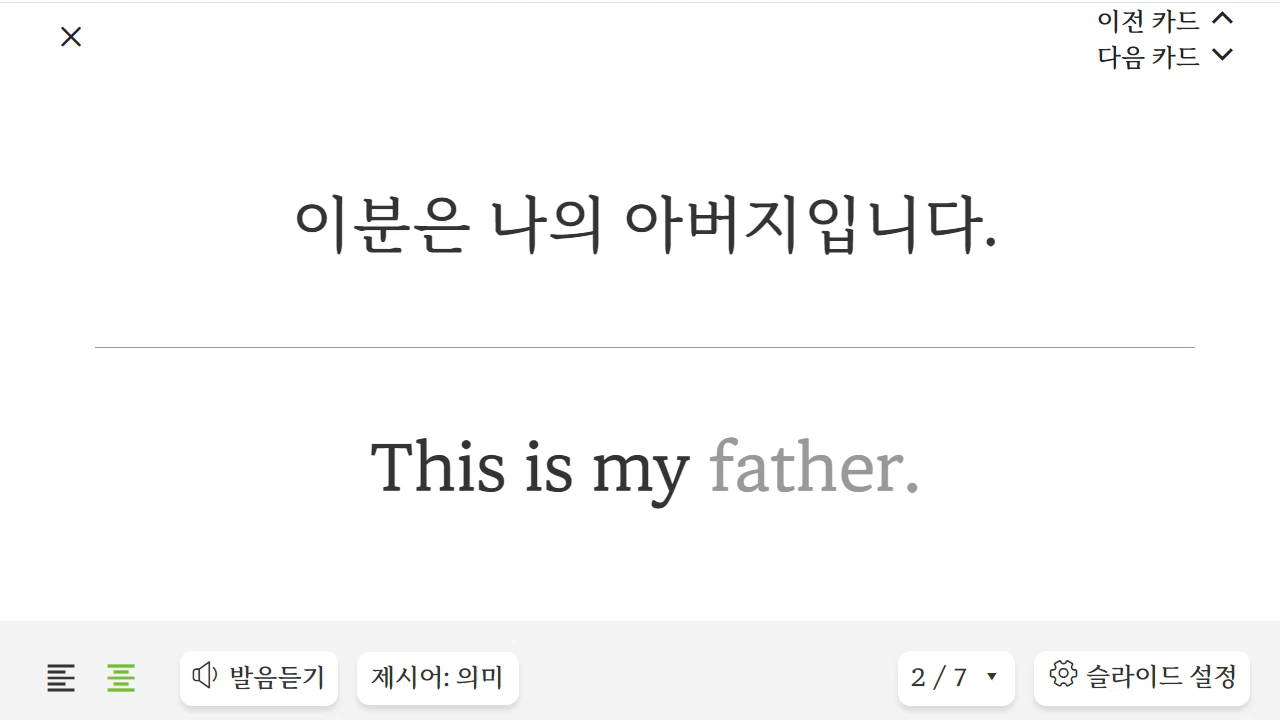 이전 카드
다음 카드
이분은 나의 아버지입니다.
This is my father.
발음듣기
제시어: 의미
2 / 7
슬라이드 설정